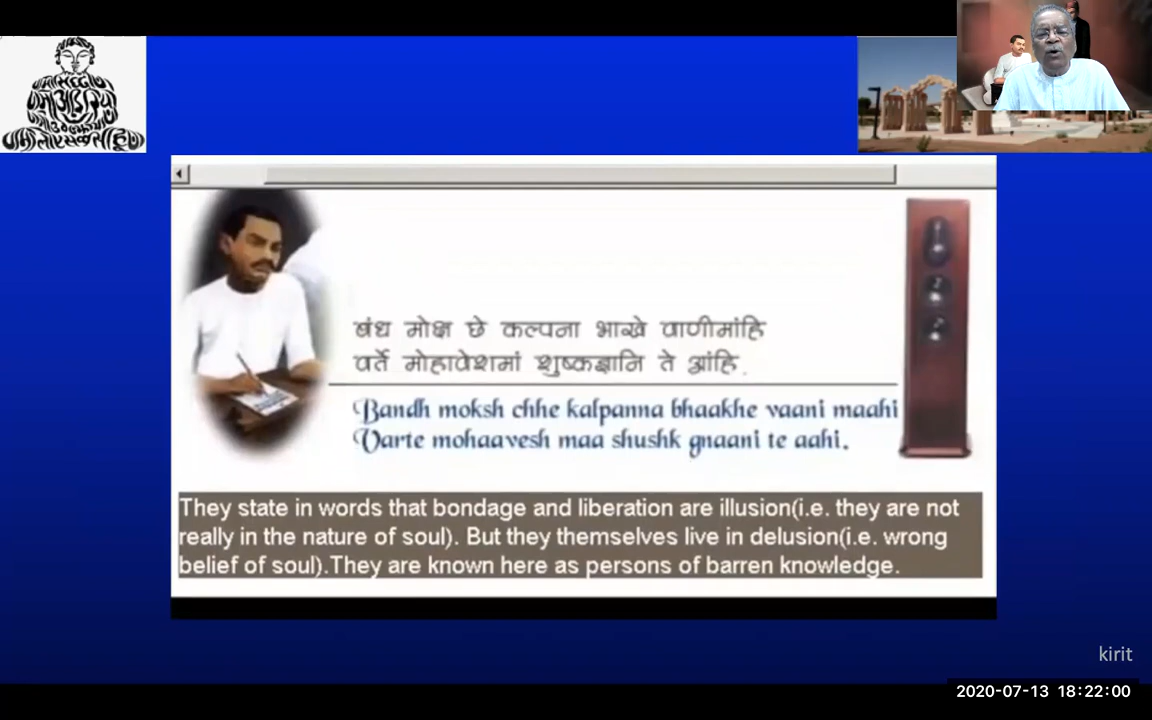 बंध मोक्ष छे कल्पना भाखे वाणीमांहि
वर्ते मोहावेशमां शुष्कज्ञानि ते आंहि.
Bandh moksh chhe kalpanna bhaakhe vaani maahi
Varte mohaavesh maa shushk gnaani te aahi.
They state in words that bondage and liberation are illusion(i.e. they are not
really in the nature of soul). But they themselves live in delusion(i.e. wrong
belief of soul).They are known here as persons of barren knowledge.
kirit
2020-07-13 18:22:00